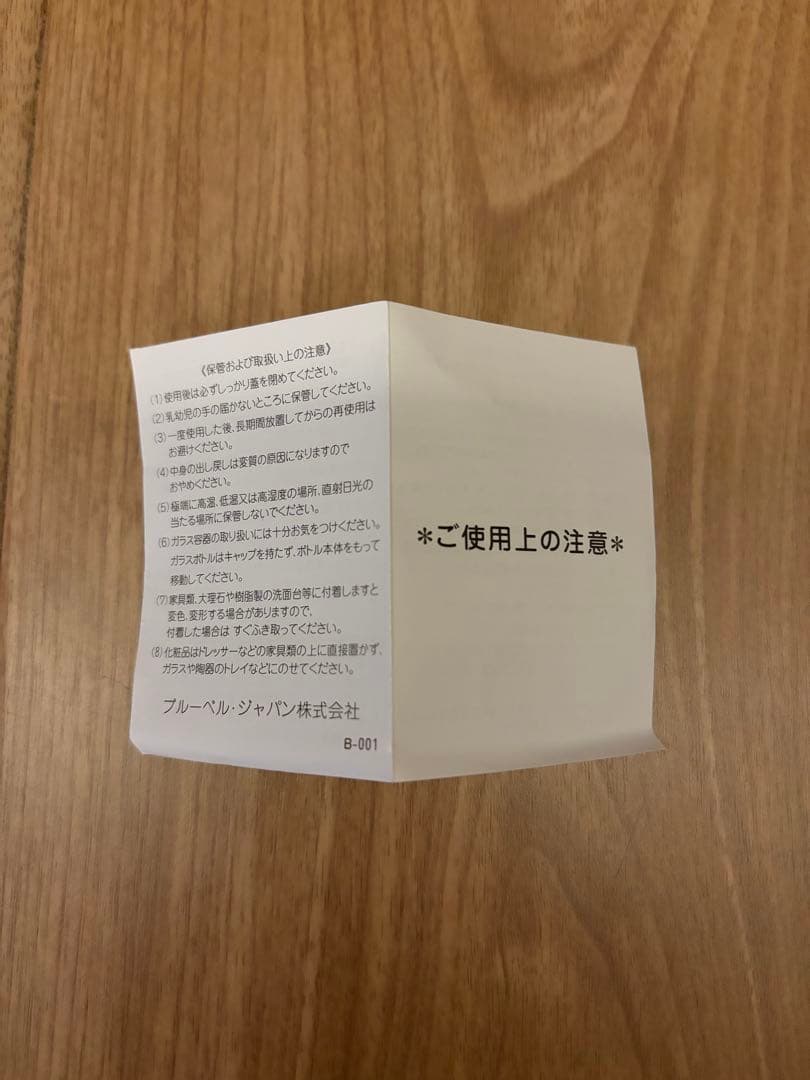 《保管および取扱い上の注意》
(1)使用後は必ずしっかり蓋を閉めてください。
(2)乳幼児の手の届かないところに保管してください。
(3)一度使用した後、長期間放置してからの再使用は
お避けください。
(4)中身の出し戻しは変質の原因になりますので
おやめください。
(5)極端に高温、低温又は高湿度の場所、直射日光の
当たる場所に保管しないでください。
(6)ガラス容器の取り扱いには十分お気をつけください。
ガラスボトルはキャップを持たず、ボトル本体をもって
移動してください。
(7)家具類、大理石や樹脂製の洗面台等に付着しますと
変色、変形する場合がありますので、
付着した場合は すぐふき取ってください。
(8)化粧品はドレッサーなどの家具類の上に直接置かず、
ガラスや陶器のトレイなどにのせてください。
ブルーベル・ジャパン株式会社
B-001
＊ご使用上の注意＊